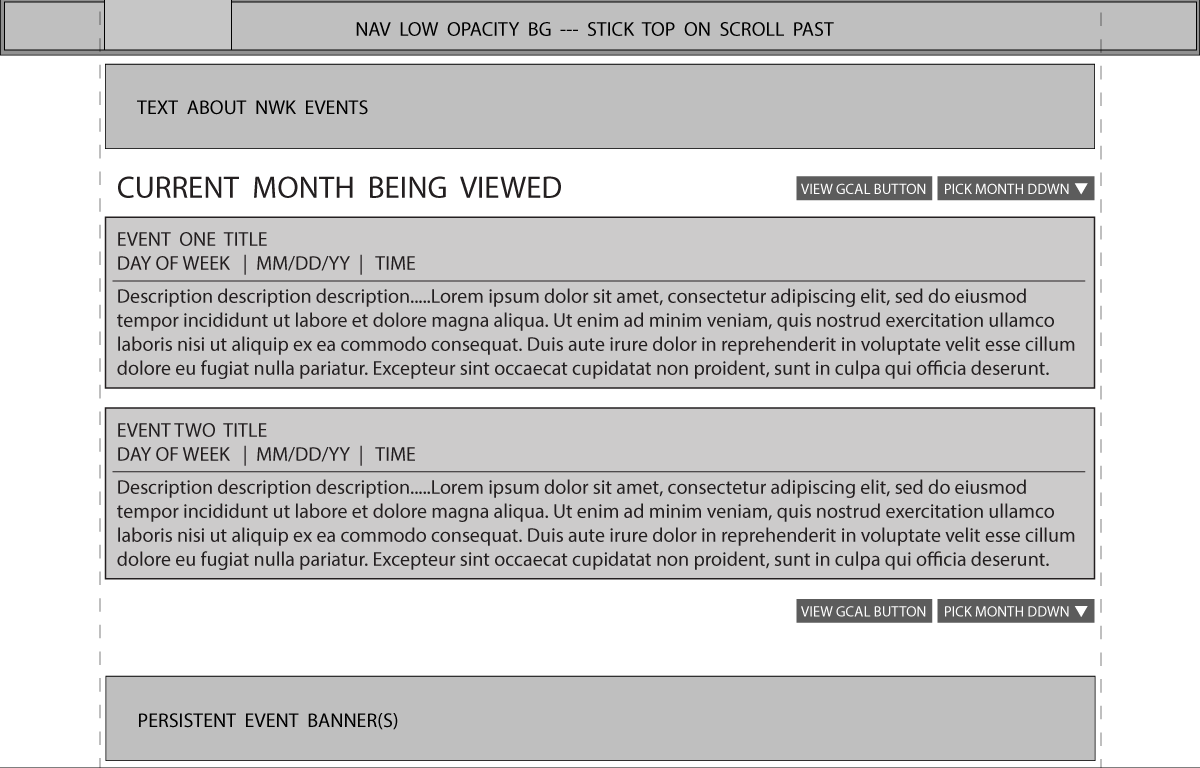 NAV LOW OPACITY BG --- STICK TOP ON SCROLL PAST
TEXT ABOUT NWK EVENTS
CURRENT MONTH BEING VIEWED
VIEW GCAL BUTTON
PICK MONTH DDWN ▼
EVENT ONE TITLE
DAY OF WEEK | MM/DD/YY | TIME
Description description description.....Lorem ipsum dolor sit amet, consectetur adipiscing elit, sed do eiusmod
tempor incididunt ut labore et dolore magna aliqua. Ut enim ad minim veniam, quis nostrud exercitation ullamco
laboris nisi ut aliquip ex ea commodo consequat. Duis aute irure dolor in reprehenderit in voluptate velit esse cillum
dolore eu fugiat nulla pariatur. Excepteur sint occaecat cupidatat non proident, sunt in culpa qui officia deserunt.
EVENT TWO TITLE
DAY OF WEEK | MM/DD/YY | TIME
Description description description.....Lorem ipsum dolor sit amet, consectetur adipiscing elit, sed do eiusmod
tempor incididunt ut labore et dolore magna aliqua. Ut enim ad minim veniam, quis nostrud exercitation ullamco
laboris nisi ut aliquip ex ea commodo consequat. Duis aute irure dolor in reprehenderit in voluptate velit esse cillum
dolore eu fugiat nulla pariatur. Excepteur sint occaecat cupidatat non proident, sunt in culpa qui officia deserunt.
VIEW GCAL BUTTON
PICK MONTH DDWN ▼
PERSISTENT EVENT BANNER(S)